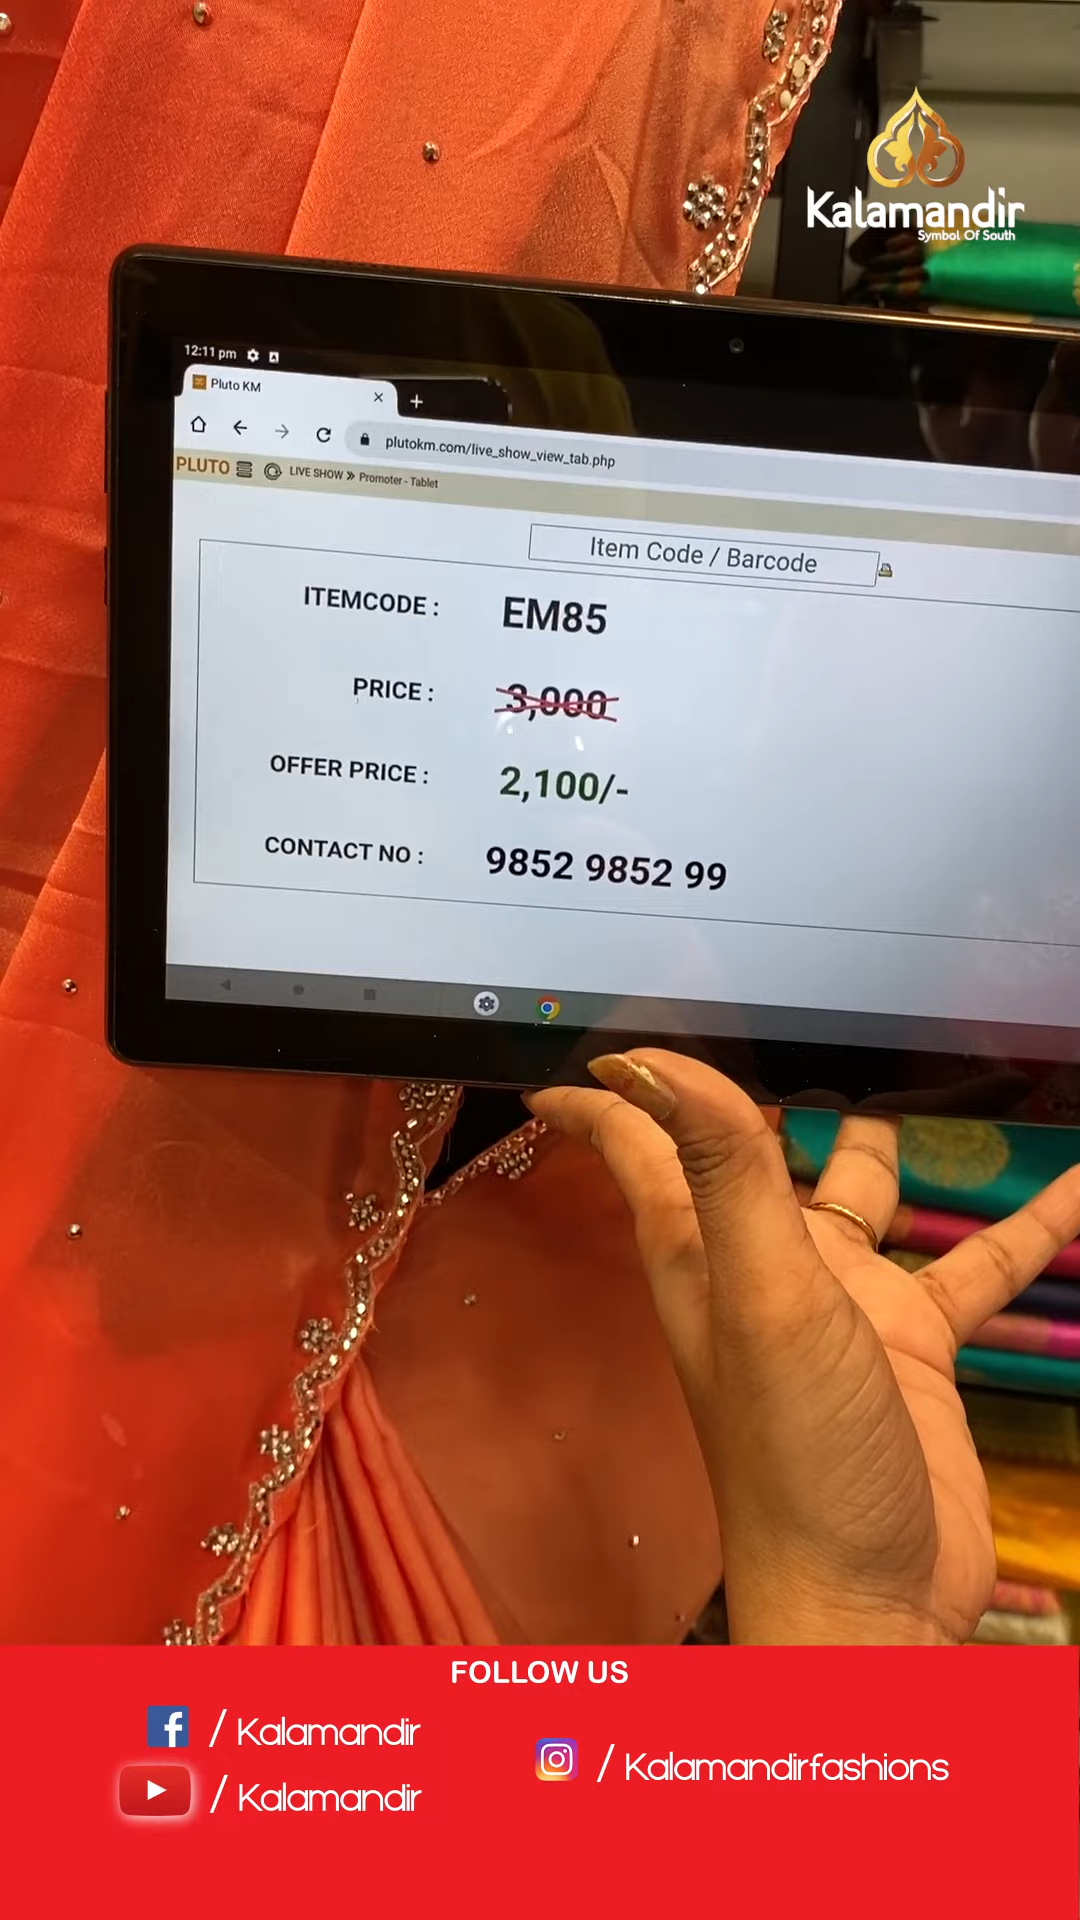 Kalamandir
Symbol Of South
12:11 pm
Pluto KM
plutokm.com/live_show_view_tab.php
PLUTO LIVE SHOW » Promoter - Tablet
Item Code / Barcode
ITEMCODE : EM85
PRICE : 3,000
OFFER PRICE : 2,100/-
CONTACT NO : 9852 9852 99
FOLLOW US
/ Kalamandir
/ Kalamandirfashions
/ Kalamandir